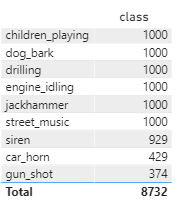 class
children_playing 1000
dog_bark 1000
drilling 1000
engine_idling 1000
jackhammer 1000
street_music 1000
siren 929
car_horn 429
gun_shot 374
Total 8732